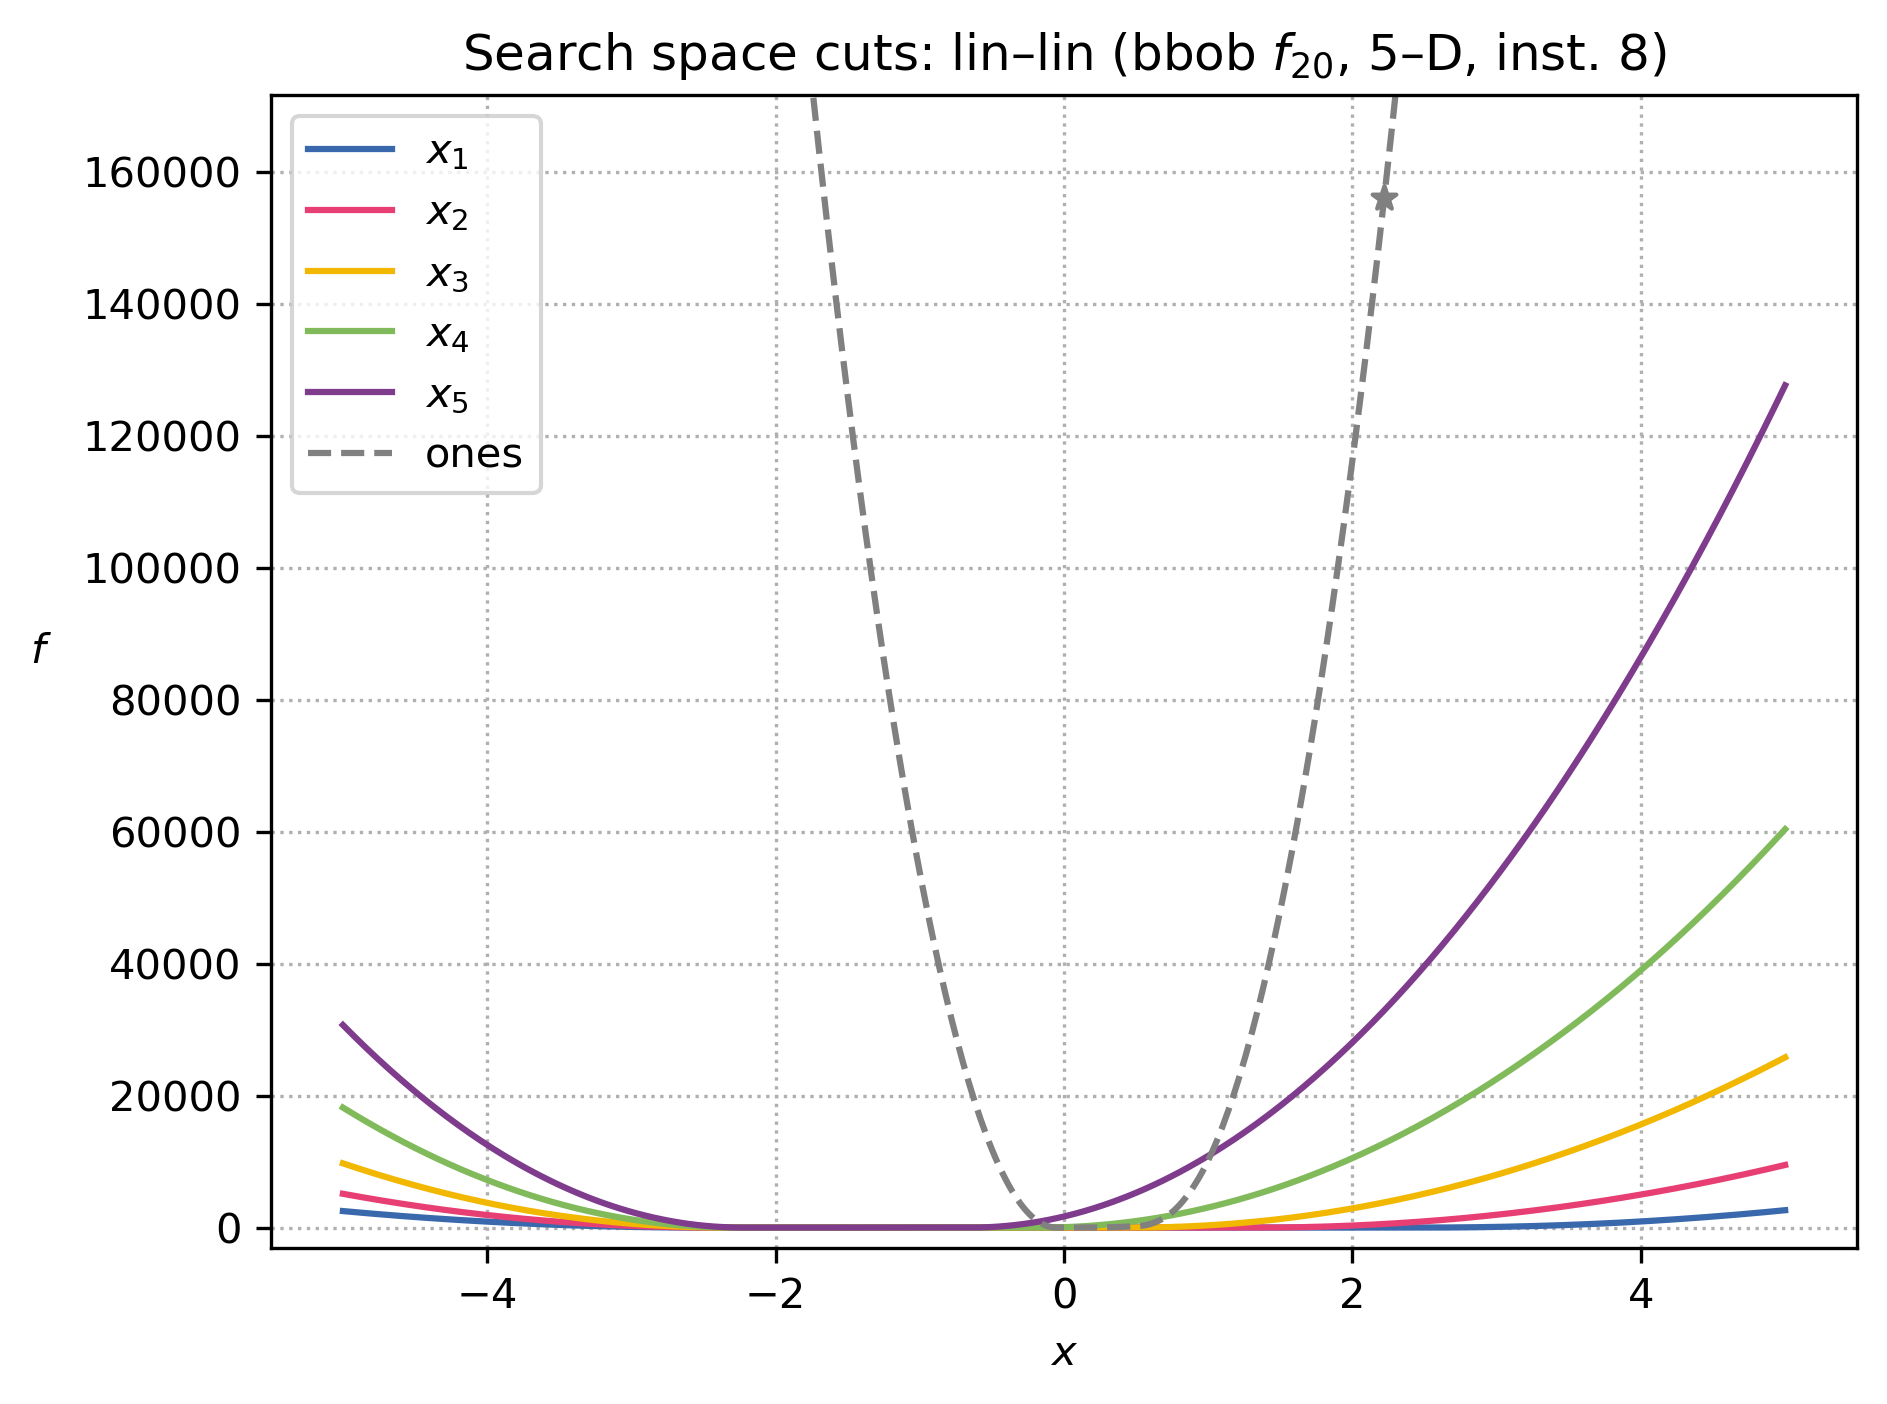 Search space cuts: lin–lin (bbob f20, 5–D, inst. 8)
x1
x2
x3
x4
x5
ones
160000
140000
120000
100000
80000
60000
40000
20000
0
f
−4 −2 0 2 4
x